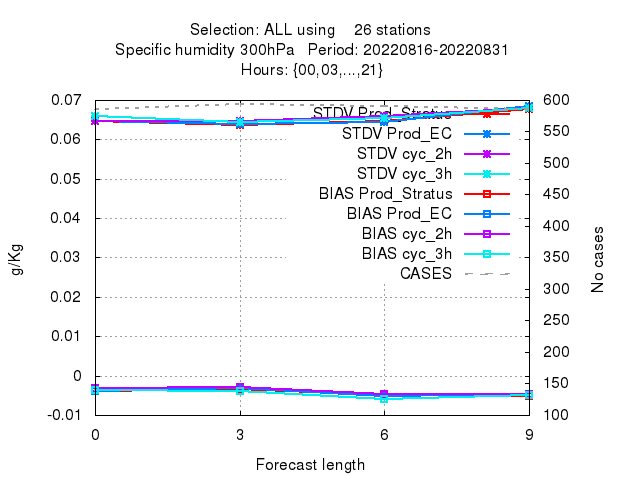 Selection: ALL using 26 stations
Specific humidity 300hPa Period: 20220816-20220831
Hours: {00,03,...,21}
0.07
0.06
0.05
0.04
0.03
0.02
0.01
0
-0.01
g/Kg
600
550
500
450
400
350
300
250
200
150
100
No cases
STDV Prod_Stratus
STDV Prod_EC
STDV cyc_2h
STDV cyc_3h
BIAS Prod_Stratus
BIAS Prod_EC
BIAS cyc_2h
BIAS cyc_3h
CASES
0 3 6 9
Forecast length